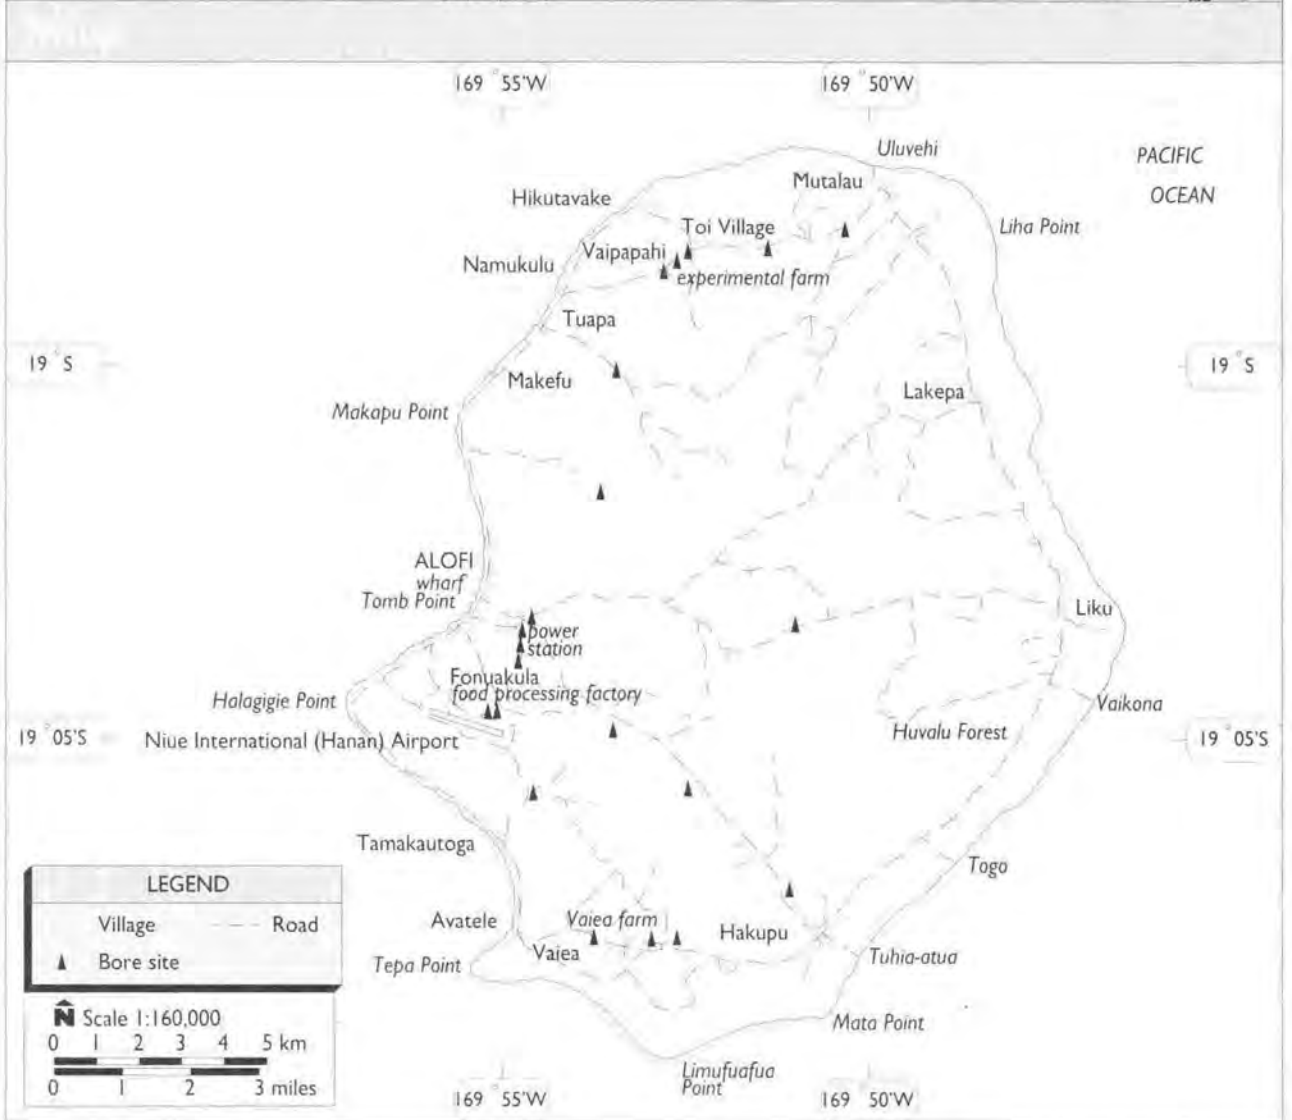 169 °55'W
169 °50'W
Uluvehi
PACIFIC
OCEAN
Mutalau
Hikutavake
Liha Point
Toi Village
Vaipapahi
Namukulu
experimental farm
Tuapa
19 °S
19 °S
Makefu
Lakepa
Makapu Point
ALOFI
wharf
Tomb Point
Liku
power
station
Fonuakula
food processing factory
Halagigie Point
Vaikona
Huvalu Forest
19 °05'S
Niue International (Hanan) Airport
19 °05'S
Tamakautoga
Togo
LEGEND
Village
Road
Bore site
Avatele
Vaiea farm
Hakupu
Vaiea
Tuhia-atua
Tepa Point
N Scale 1:160,000
0 1 2 3 4 5 km
0 1 2 3 miles
Mata Point
Limufuafua
Point
169 °55'W
169 °50'W